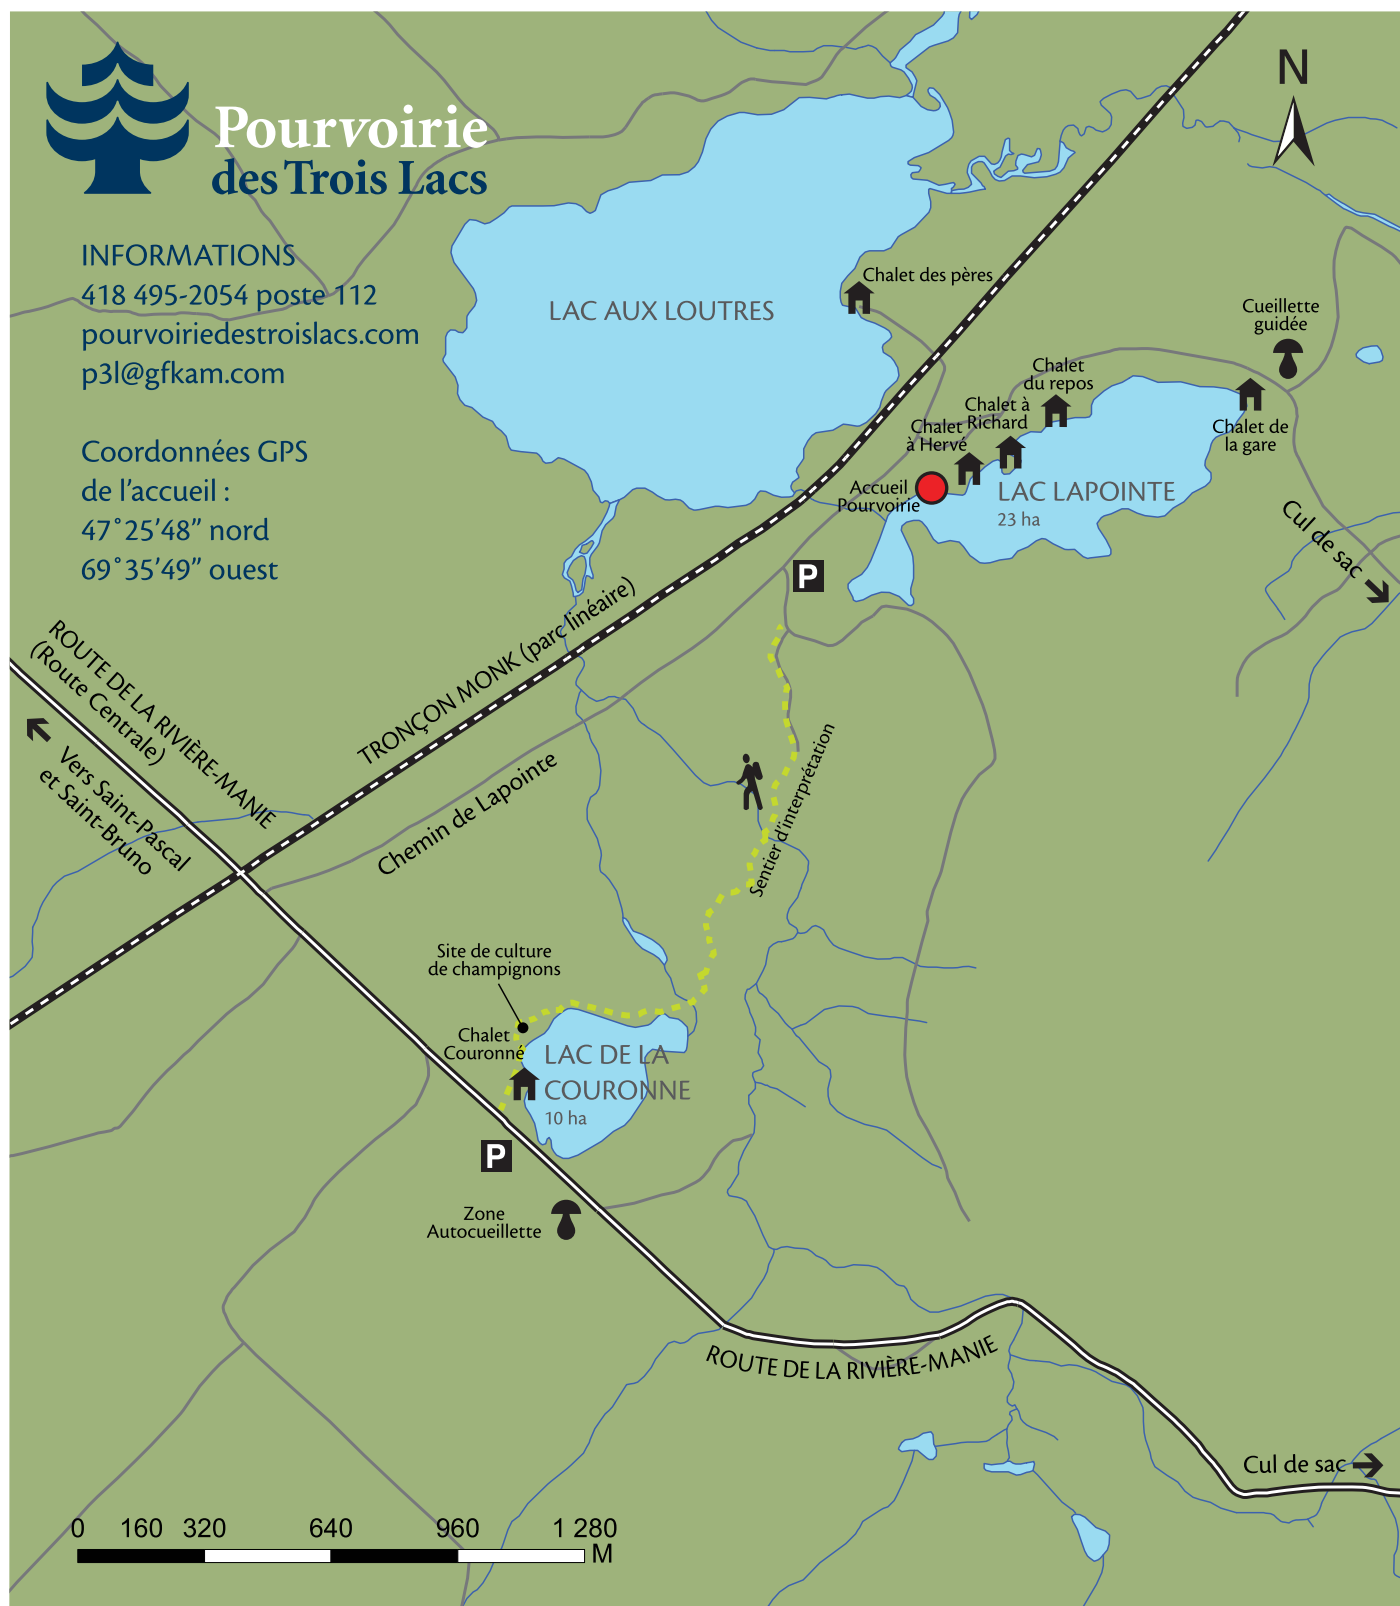 Pourvoirie
des Trois Lacs
INFORMATIONS
418 495-2054 poste 112
pourvoiriedestroislacs.com
p3l@gfkam.com
Coordonnées GPS
de l'accueil :
47°25'48” nord
69°35'49” ouest
N
LAC AUX LOUTRES
Chalet des pères
Cueillette
guidée
Chalet
du repos
Chalet à
Richard
Chalet
à Hervé
Chalet de
la gare
Accueil
Pourvoirie
LAC LAPOINTE
23 ha
Cul de sac
P
ROUTE DE LA RIVIÈRE-MANIE
(Route Centrale)
Vers Saint-Pascal
et Saint-Bruno
TRONÇON MONK (parc linéaire)
Chemin de Lapointe
Sentier d'interprétation
Site de culture
de champignons
Chalet
Couronné
LAC DE LA
COURONNE
10 ha
P
Zone
Autocueillette
ROUTE DE LA RIVIÈRE-MANIE
Cul de sac
0 160 320 640 960 1 280
M